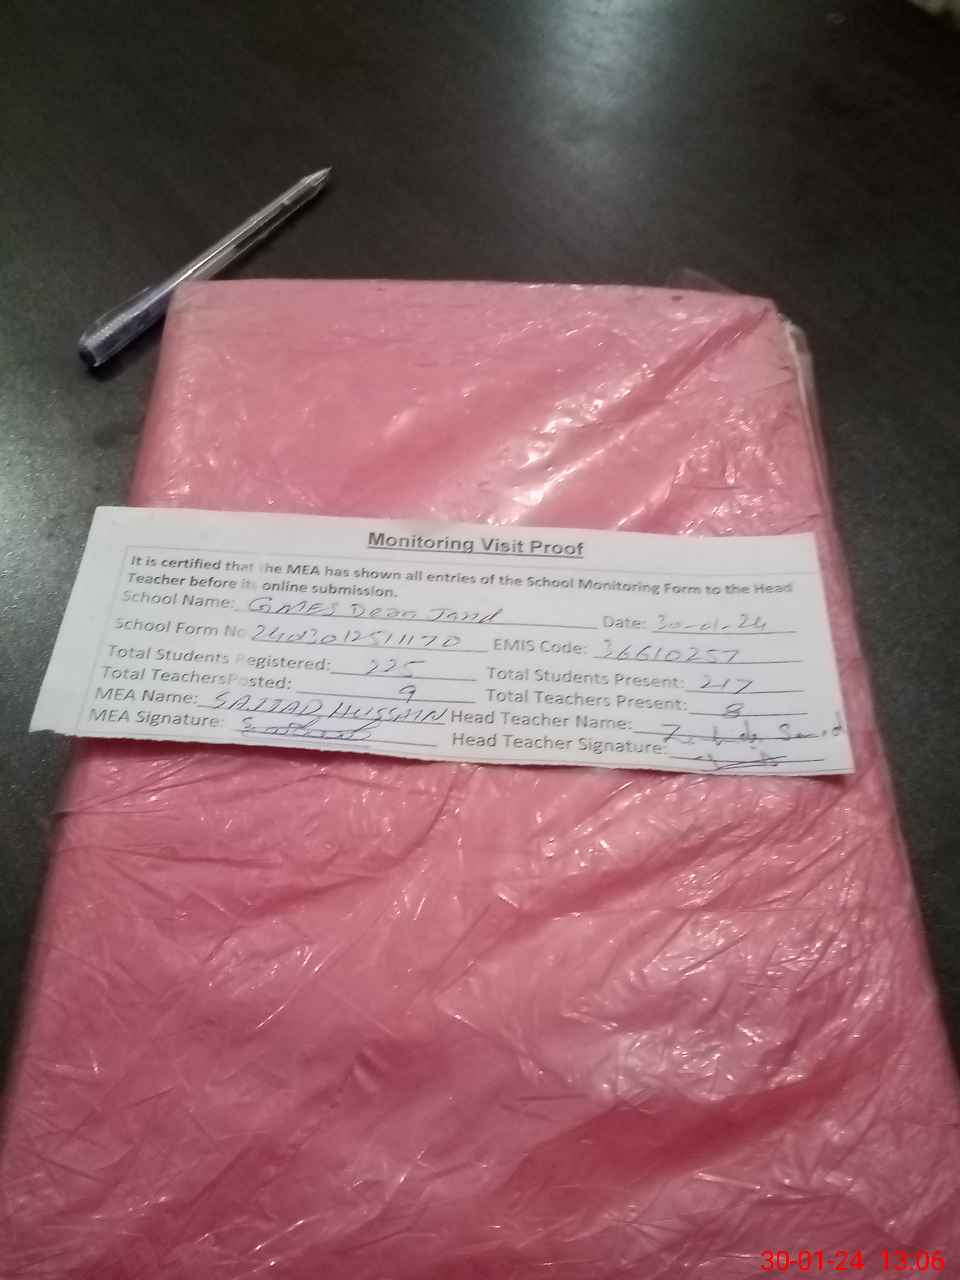 Monitoring Visit Proof
It is certified that the MEA has shown all entries of the School Monitoring Form to the Head
Teacher before its online submission.
School Name: GMES Dean Jand Date: 30-01-24
School Form No EMIS Code: 36610257
Total Students Registered: 225 Total Students Present: 217
Total Teachers Posted: 9 Total Teachers Present: 8
MEA Name: SAJJAD HUSSAIN Head Teacher Name:
MEA Signature: Head Teacher Signature:
30-01-24 13:06